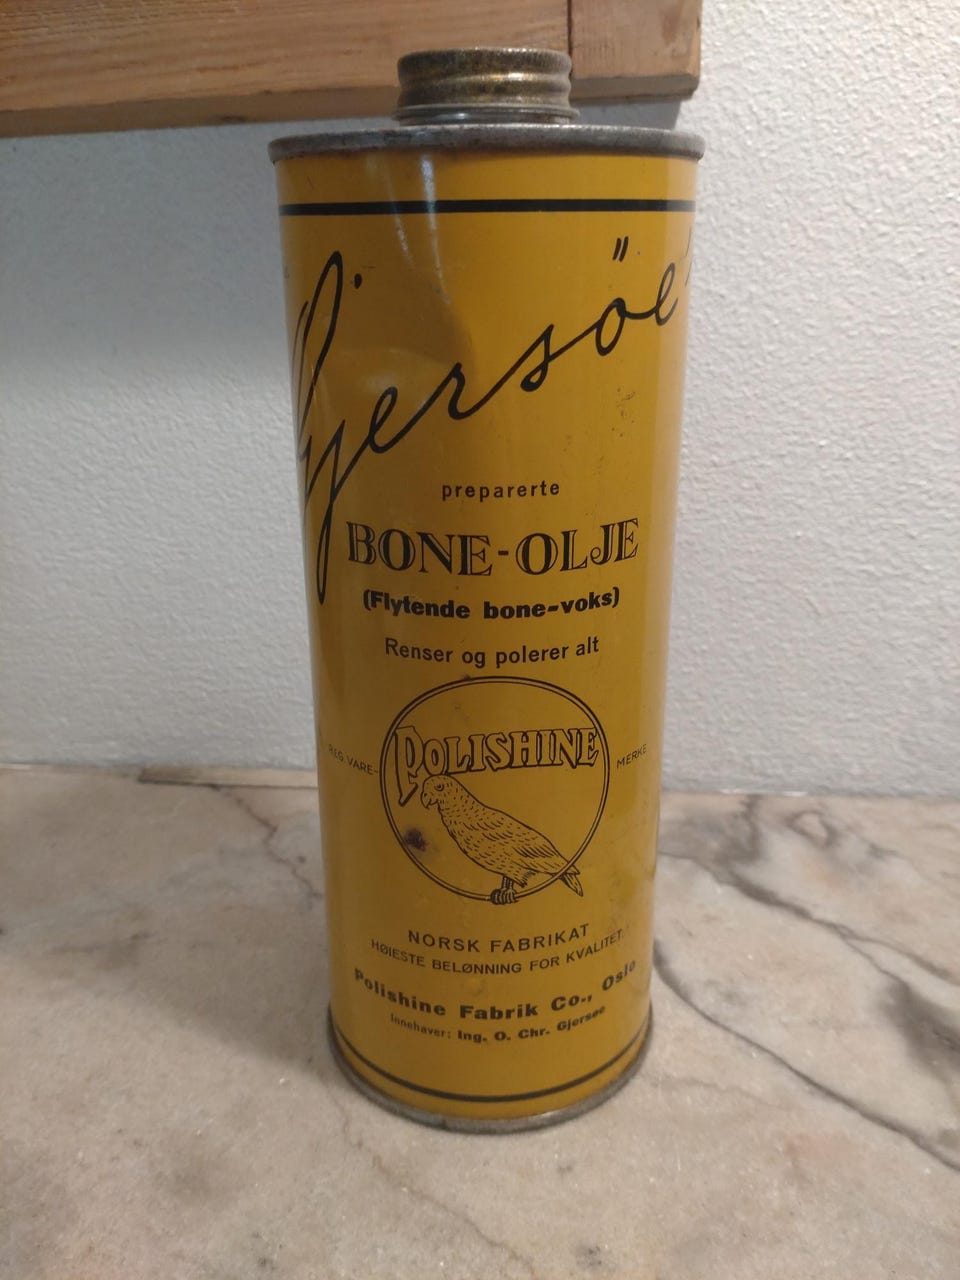 Gjersöe'
preparerte
BONE-OLJE
(Flytende bone-voks)
Renser og polerer alt
POLISHINE
REG. VARE- MERKE
NORSK FABRIKAT
HØIESTE BELØNNING FOR KVALITET.
Polishine Fabrik Co., Oslo
Innehaver: Ing. O. Chr. Gjersøe